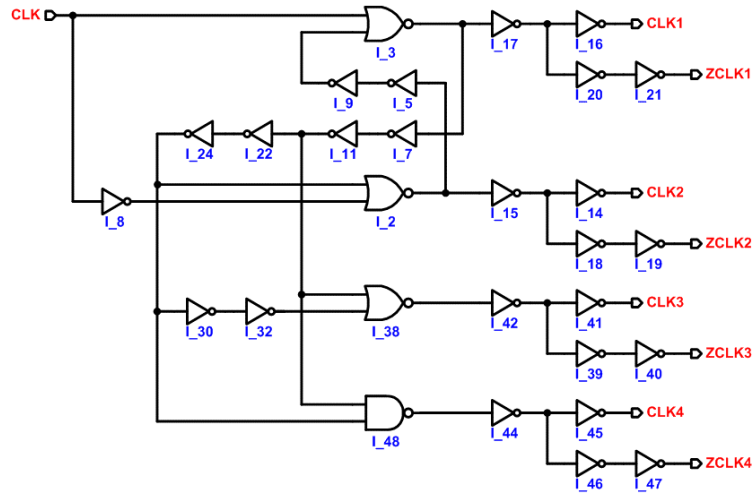 CLK
I_3
I_17
I_16
CLK1
I_20
I_21
ZCLK1
I_9
I_5
I_24
I_22
I_11
I_7
I_8
I_2
I_15
I_14
CLK2
I_18
I_19
ZCLK2
I_30
I_32
I_38
I_42
I_41
CLK3
I_39
I_40
ZCLK3
I_48
I_44
I_45
CLK4
I_46
I_47
ZCLK4